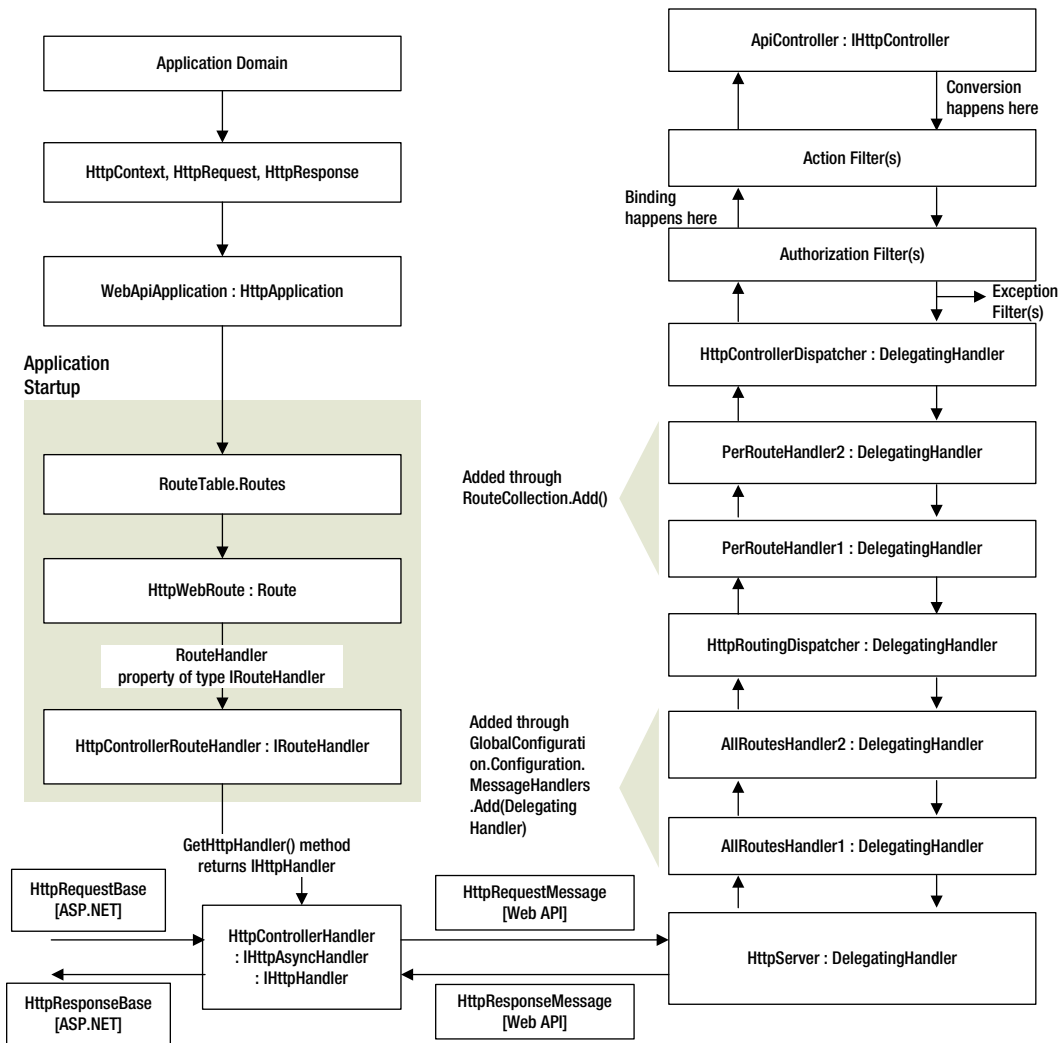 Application Domain
HttpContext, HttpRequest, HttpResponse
WebApiApplication : HttpApplication
Application
Startup
RouteTable.Routes
HttpWebRoute : Route
RouteHandler
property of type IRouteHandler
HttpControllerRouteHandler : IRouteHandler
GetHttpHandler() method
returns IHttpHandler
HttpRequestBase
[ASP.NET]
HttpControllerHandler
: IHttpAsyncHandler
: IHttpHandler
HttpResponseBase
[ASP.NET]
HttpRequestMessage
[Web API]
HttpResponseMessage
[Web API]
ApiController : IHttpController
Conversion
happens here
Action Filter(s)
Binding
happens here
Authorization Filter(s)
Exception
Filter(s)
HttpControllerDispatcher : DelegatingHandler
PerRouteHandler2 : DelegatingHandler
Added through
RouteCollection.Add()
PerRouteHandler1 : DelegatingHandler
HttpRoutingDispatcher : DelegatingHandler
Added through
GlobalConfigurati
on.Configuration.
MessageHandlers
.Add(Delegating
Handler)
AllRoutesHandler2 : DelegatingHandler
AllRoutesHandler1 : DelegatingHandler
HttpServer : DelegatingHandler